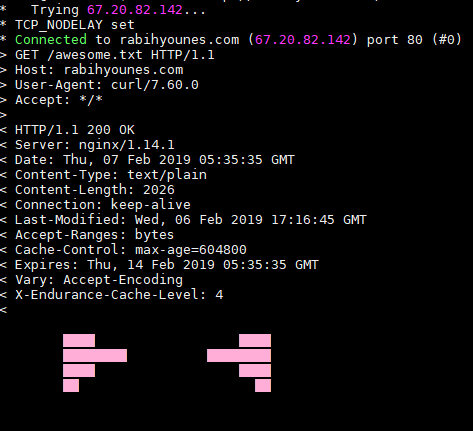 *   Trying 67.20.82.142...
* TCP_NODELAY set
* Connected to rabihyounes.com (67.20.82.142) port 80 (#0)
> GET /awesome.txt HTTP/1.1
> Host: rabihyounes.com
> User-Agent: curl/7.60.0
> Accept: */*
>
< HTTP/1.1 200 OK
< Server: nginx/1.14.1
< Date: Thu, 07 Feb 2019 05:35:35 GMT
< Content-Type: text/plain
< Content-Length: 2026
< Connection: keep-alive
< Last-Modified: Wed, 06 Feb 2019 17:16:45 GMT
< Accept-Ranges: bytes
< Cache-Control: max-age=604800
< Expires: Thu, 14 Feb 2019 05:35:35 GMT
< Vary: Accept-Encoding
< X-Endurance-Cache-Level: 4
<